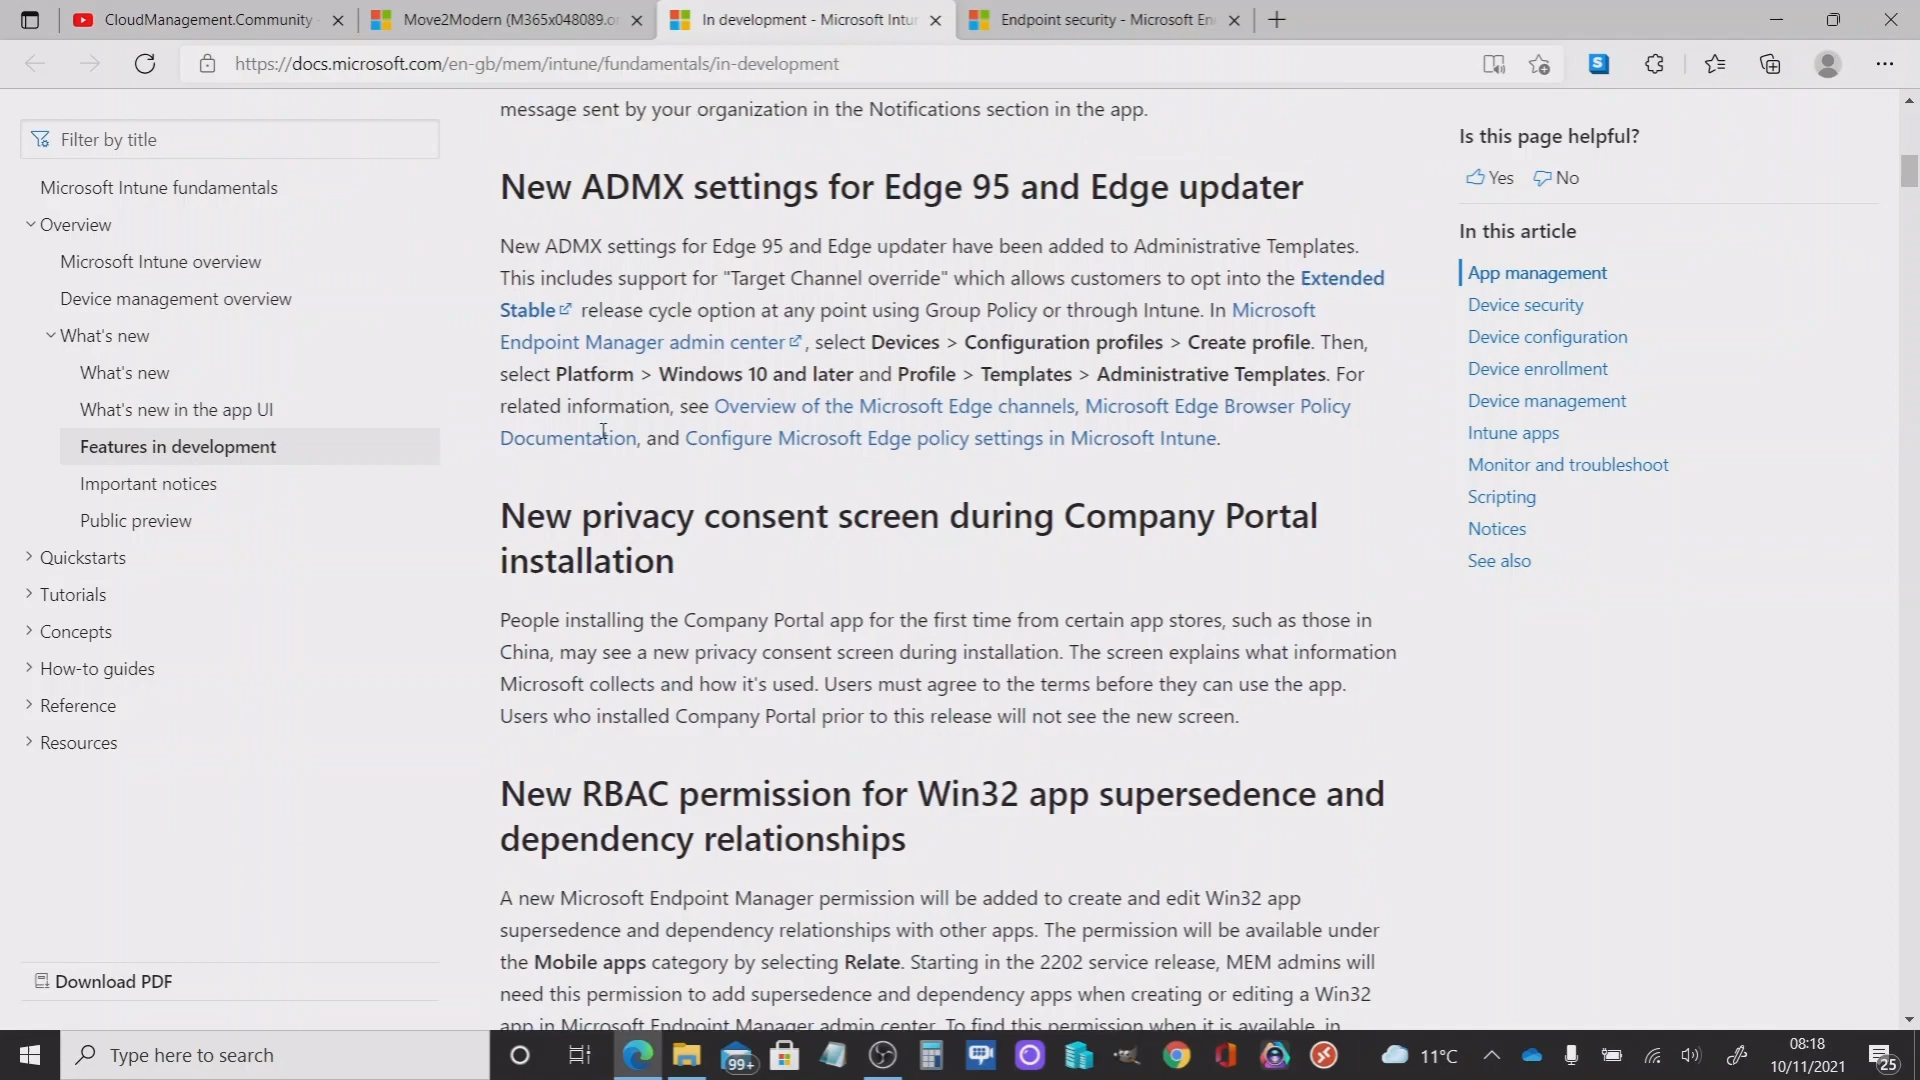 CloudManagement.Community
Move2Modern (M365x048089.o
In development - Microsoft Intu
Endpoint security - Microsoft En
https://docs.microsoft.com/en-gb/mem/intune/fundamentals/in-development
Filter by title
Microsoft Intune fundamentals
Overview
Microsoft Intune overview
Device management overview
What's new
What's new
What's new in the app UI
Features in development
Important notices
Public preview
Quickstarts
Tutorials
Concepts
How-to guides
Reference
Resources
Download PDF
message sent by your organization in the Notifications section in the app.
New ADMX settings for Edge 95 and Edge updater
New ADMX settings for Edge 95 and Edge updater have been added to Administrative Templates.
This includes support for "Target Channel override" which allows customers to opt into the Extended
Stable release cycle option at any point using Group Policy or through Intune. In Microsoft
Endpoint Manager admin center, select Devices > Configuration profiles > Create profile. Then,
select Platform > Windows 10 and later and Profile > Templates > Administrative Templates. For
related information, see Overview of the Microsoft Edge channels, Microsoft Edge Browser Policy
Documentation, and Configure Microsoft Edge policy settings in Microsoft Intune.
New privacy consent screen during Company Portal
installation
People installing the Company Portal app for the first time from certain app stores, such as those in
China, may see a new privacy consent screen during installation. The screen explains what information
Microsoft collects and how it's used. Users must agree to the terms before they can use the app.
Users who installed Company Portal prior to this release will not see the new screen.
New RBAC permission for Win32 app supersedence and
dependency relationships
A new Microsoft Endpoint Manager permission will be added to create and edit Win32 app
supersedence and dependency relationships with other apps. The permission will be available under
the Mobile apps category by selecting Relate. Starting in the 2202 service release, MEM admins will
need this permission to add supersedence and dependency apps when creating or editing a Win32
app in Microsoft Endpoint Manager admin center. To find this permission when it is available, in
Is this page helpful?
Yes No
In this article
App management
Device security
Device configuration
Device enrollment
Device management
Intune apps
Monitor and troubleshoot
Scripting
Notices
See also
Type here to search
99+
11°C
08:18
10/11/2021
25